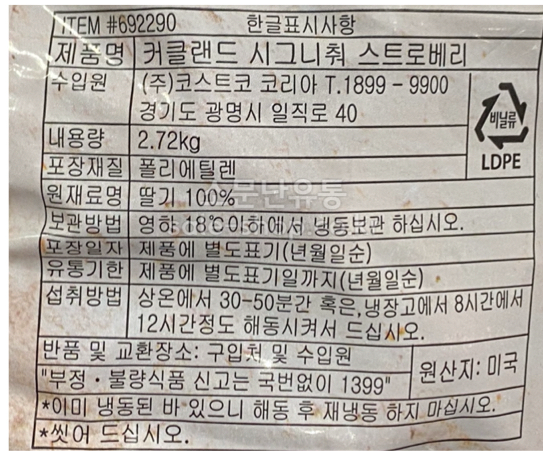 ITEM #692290 한글표시사항
제품명 커클랜드 시그니춰 스트로베리
수입원 (주)코스트코 코리아 T.1899 - 9900
경기도 광명시 일직로 40
비닐류
LDPE
내용량 2.72kg
포장재질 폴리에틸렌
원재료명 딸기 100%
보관방법 영하 18℃이하에서 냉동보관 하십시오.
포장일자 제품에 별도표기(년월일순)
유통기한 제품에 별도표기일까지(년월일순)
섭취방법 상온에서 30-50분간 혹은,냉장고에서 8시간에서
12시간정도 해동시켜서 드십시오.
반품 및 교환장소: 구입처 및 수입원
"부정·불량식품 신고는 국번없이 1399"
원산지: 미국
*이미 냉동된 바 있으니 해동 후 재냉동 하지 마십시오.
*씻어 드십시오.